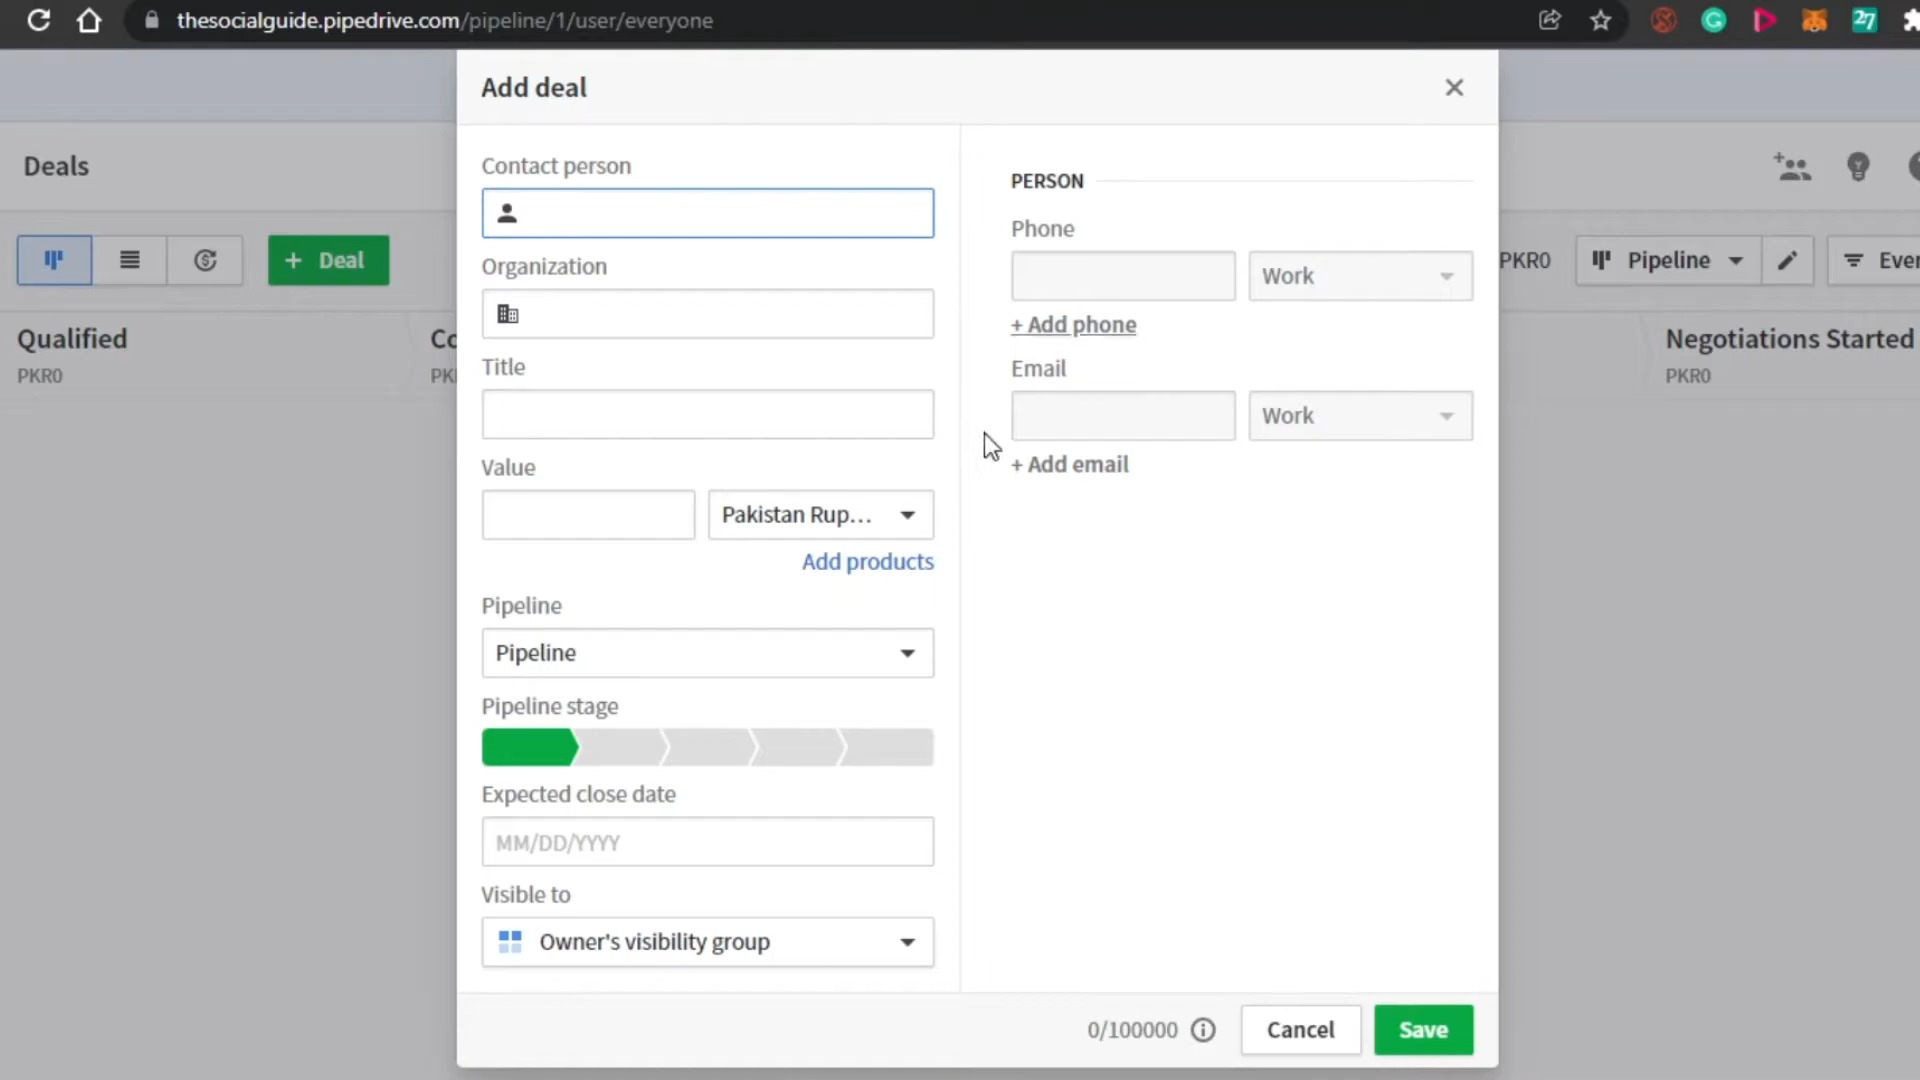 thesocialguide.pipedrive.com/pipeline/1/user/everyone
27
Add deal
Deals
+ Deal
PKR0
Pipeline
Qualified
PKR0
Negotiations Started
PKR0
Contact person
Organization
Title
Value
Pakistan Rup...
Add products
Pipeline
Pipeline
Pipeline stage
Expected close date
MM/DD/YYYY
Visible to
Owner's visibility group
PERSON
Phone
Work
+ Add phone
Email
Work
+ Add email
0/100000
Cancel
Save